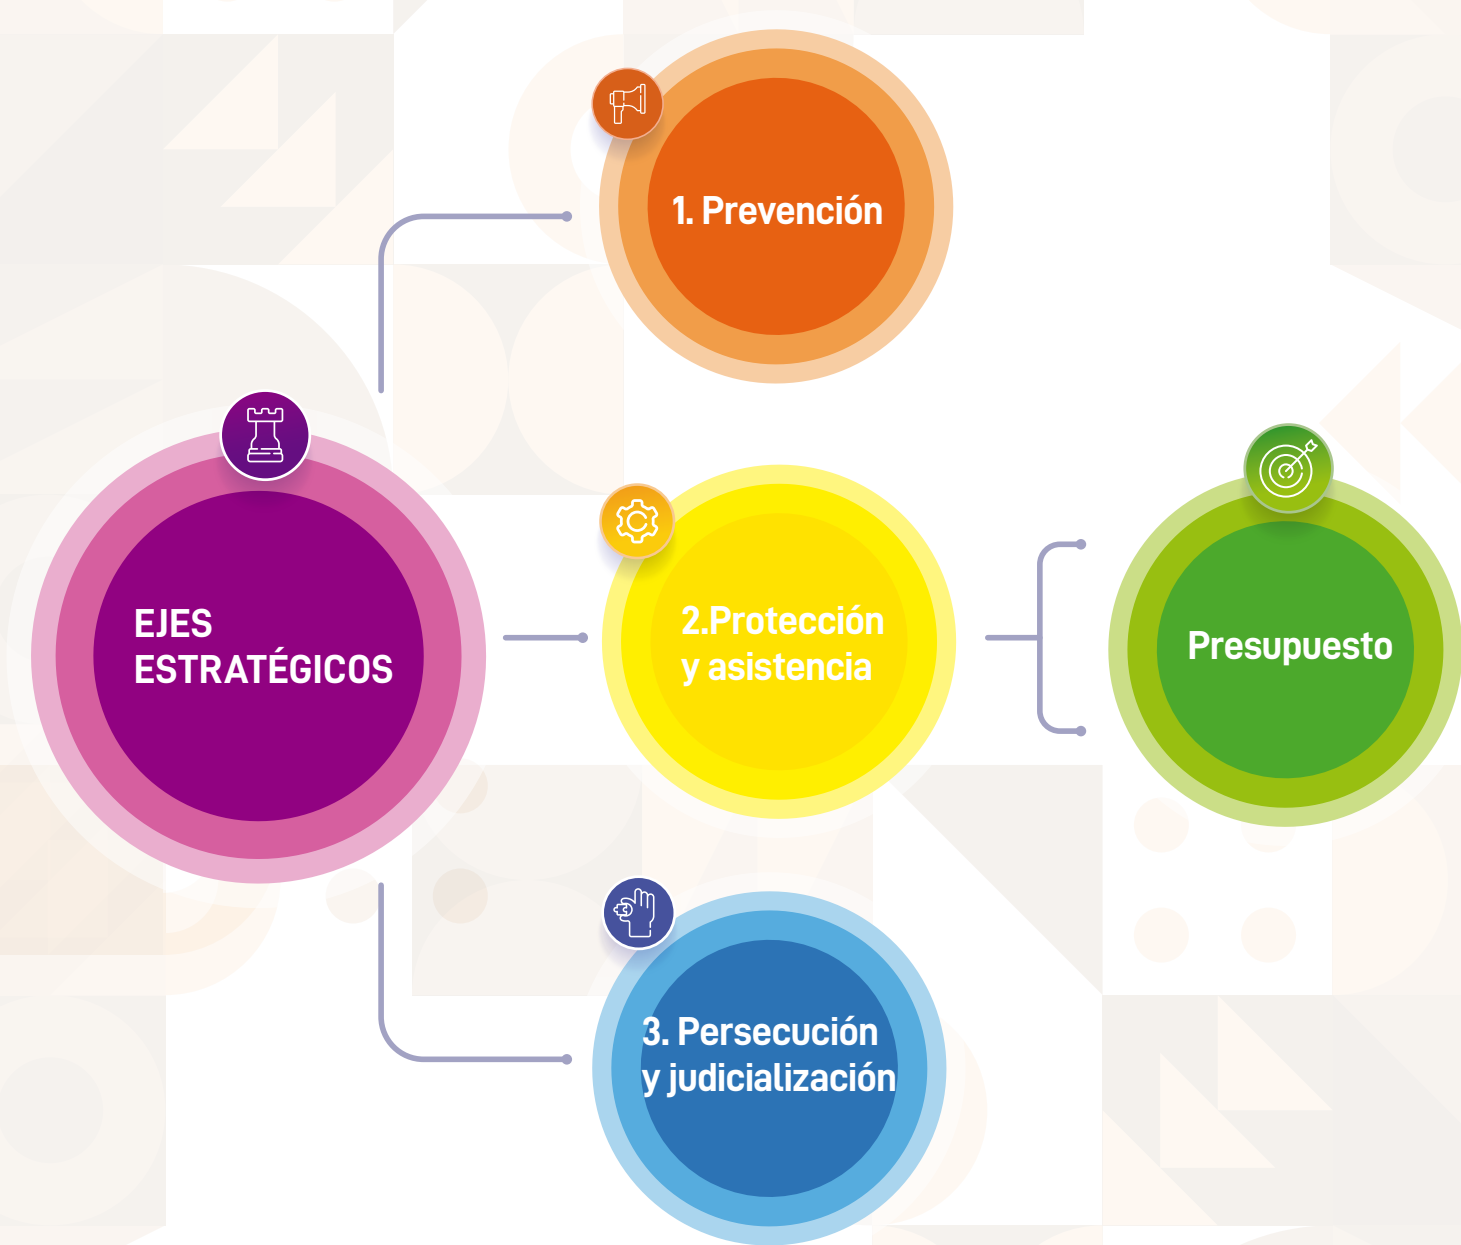 1. Prevención
EJES
ESTRATÉGICOS
2.Protección
y asistencia
Presupuesto
3. Persecución
y judicialización